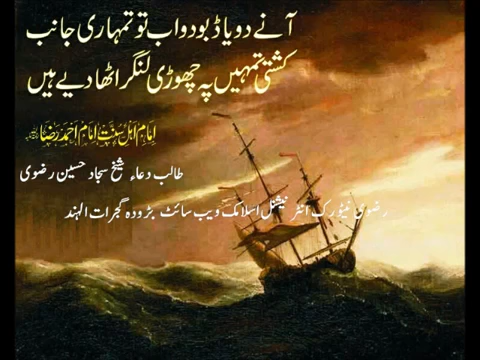 آنے دو یا ڈبو دو اب تو تمہاری جانب
کشتی تمہیں پہ چھوڑی لنگر اٹھا دیے ہیں
امام اہل سنت امام احمد رضا
طالب دعاء شیخ سجاد حسین رضوی
رضوی نیٹورک انٹرنیشنل اسلامک ویب سائٹ بڑودہ گجرات الہند